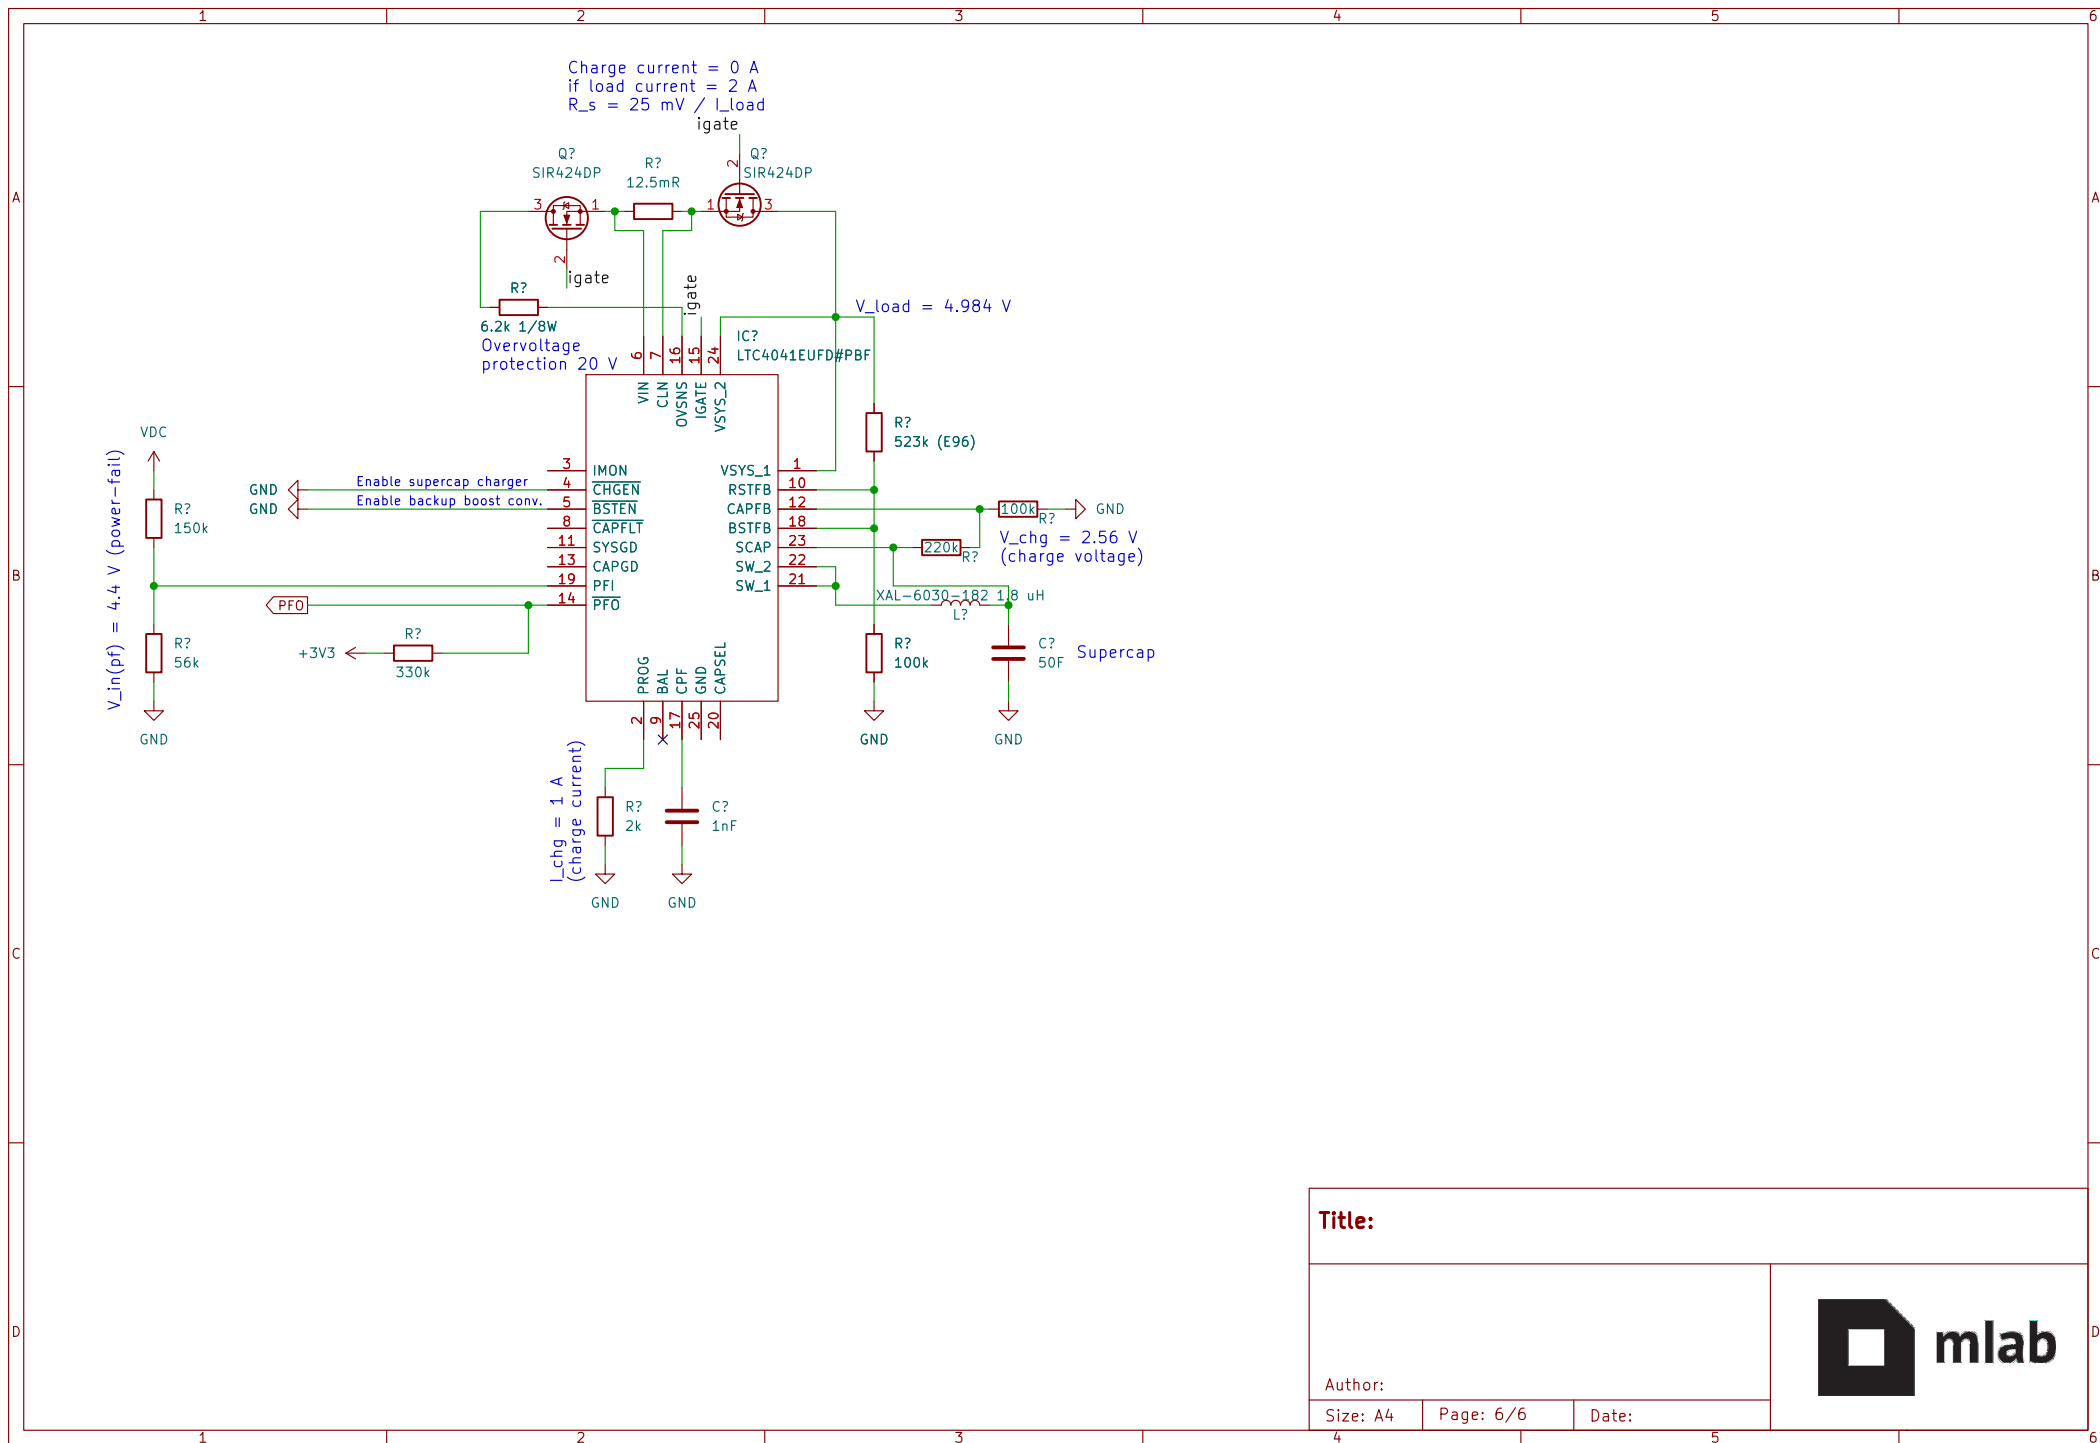 1 2 3 4 5 6
Charge current = 0 A
if load current = 2 A
R_s = 25 mV / I_load
igate
Q?
SIR424DP
R?
12.5mR
2
Q?
SIR424DP
A
3
1
1
3
A
2
igate
R?
6.2k 1/8W
igate
V_load = 4.984 V
Overvoltage
protection 20 V
IC?
LTC4041EUFD#PBF
6
7
16
15
24
VIN
CLN
OVSNS
IGATE
VSYS_2
R?
523k (E96)
VDC
V_in(pf) = 4.4 V (power-fail)
R?
150k
3 IMON
GND Enable supercap charger 4 CHGEN
GND Enable backup boost conv. 5 BSTEN
8 CAPFLT
11 SYSGD
13 CAPGD
19 PFI
PFO 14 PFO
VSYS_1 1
RSTFB 10
CAPFB 12
BSTFB 18
SCAP 23
SW_2 22
SW_1 21
100k
R?
GND
V_chg = 2.56 V
(charge voltage)
220k
R?
B
B
XAL-6030-182 1.8 uH
L?
R?
56k
GND
+3V3
R?
330k
R?
100k
GND
C?
50F
Supercap
GND
PROG
BAL
CPF
GND
CAPSEL
2
9
17
25
20
I_chg = 1 A
(charge current)
R?
2k
GND
C?
1nF
GND
C
C
Title:
D
D
mlab
Author:
Size: A4
Page: 6/6
Date:
1 2 3 4 5 6